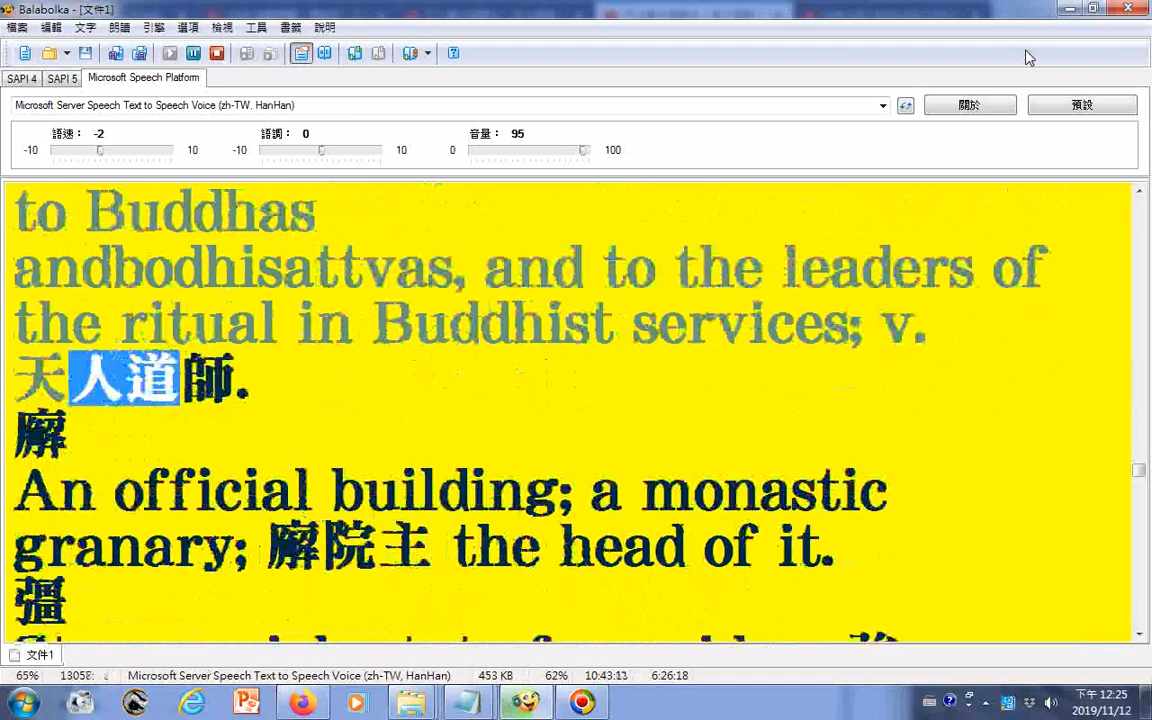 Balabolka - [文件1]
檔案 編輯 文字 朗讀 引擎 選項 檢視 工具 書籤 說明
SAPI 4 SAPI 5 Microsoft Speech Platform
Microsoft Server Speech Text to Speech Voice (zh-TW, HanHan)
關於 預設
語速： -2 語調： 0 音量： 95
-10 10 -10 10 0 100
to Buddhas
andbodhisattvas, and to the leaders of
the ritual in Buddhist services; v.
天人道師.
廨
An official building; a monastic
granary; 廨院主 the head of it.
彊
文件1
65% Microsoft Server Speech Text to Speech Voice (zh-TW, HanHan) 453 KB 62% 6:26:18
下午 12:25
2019/11/12